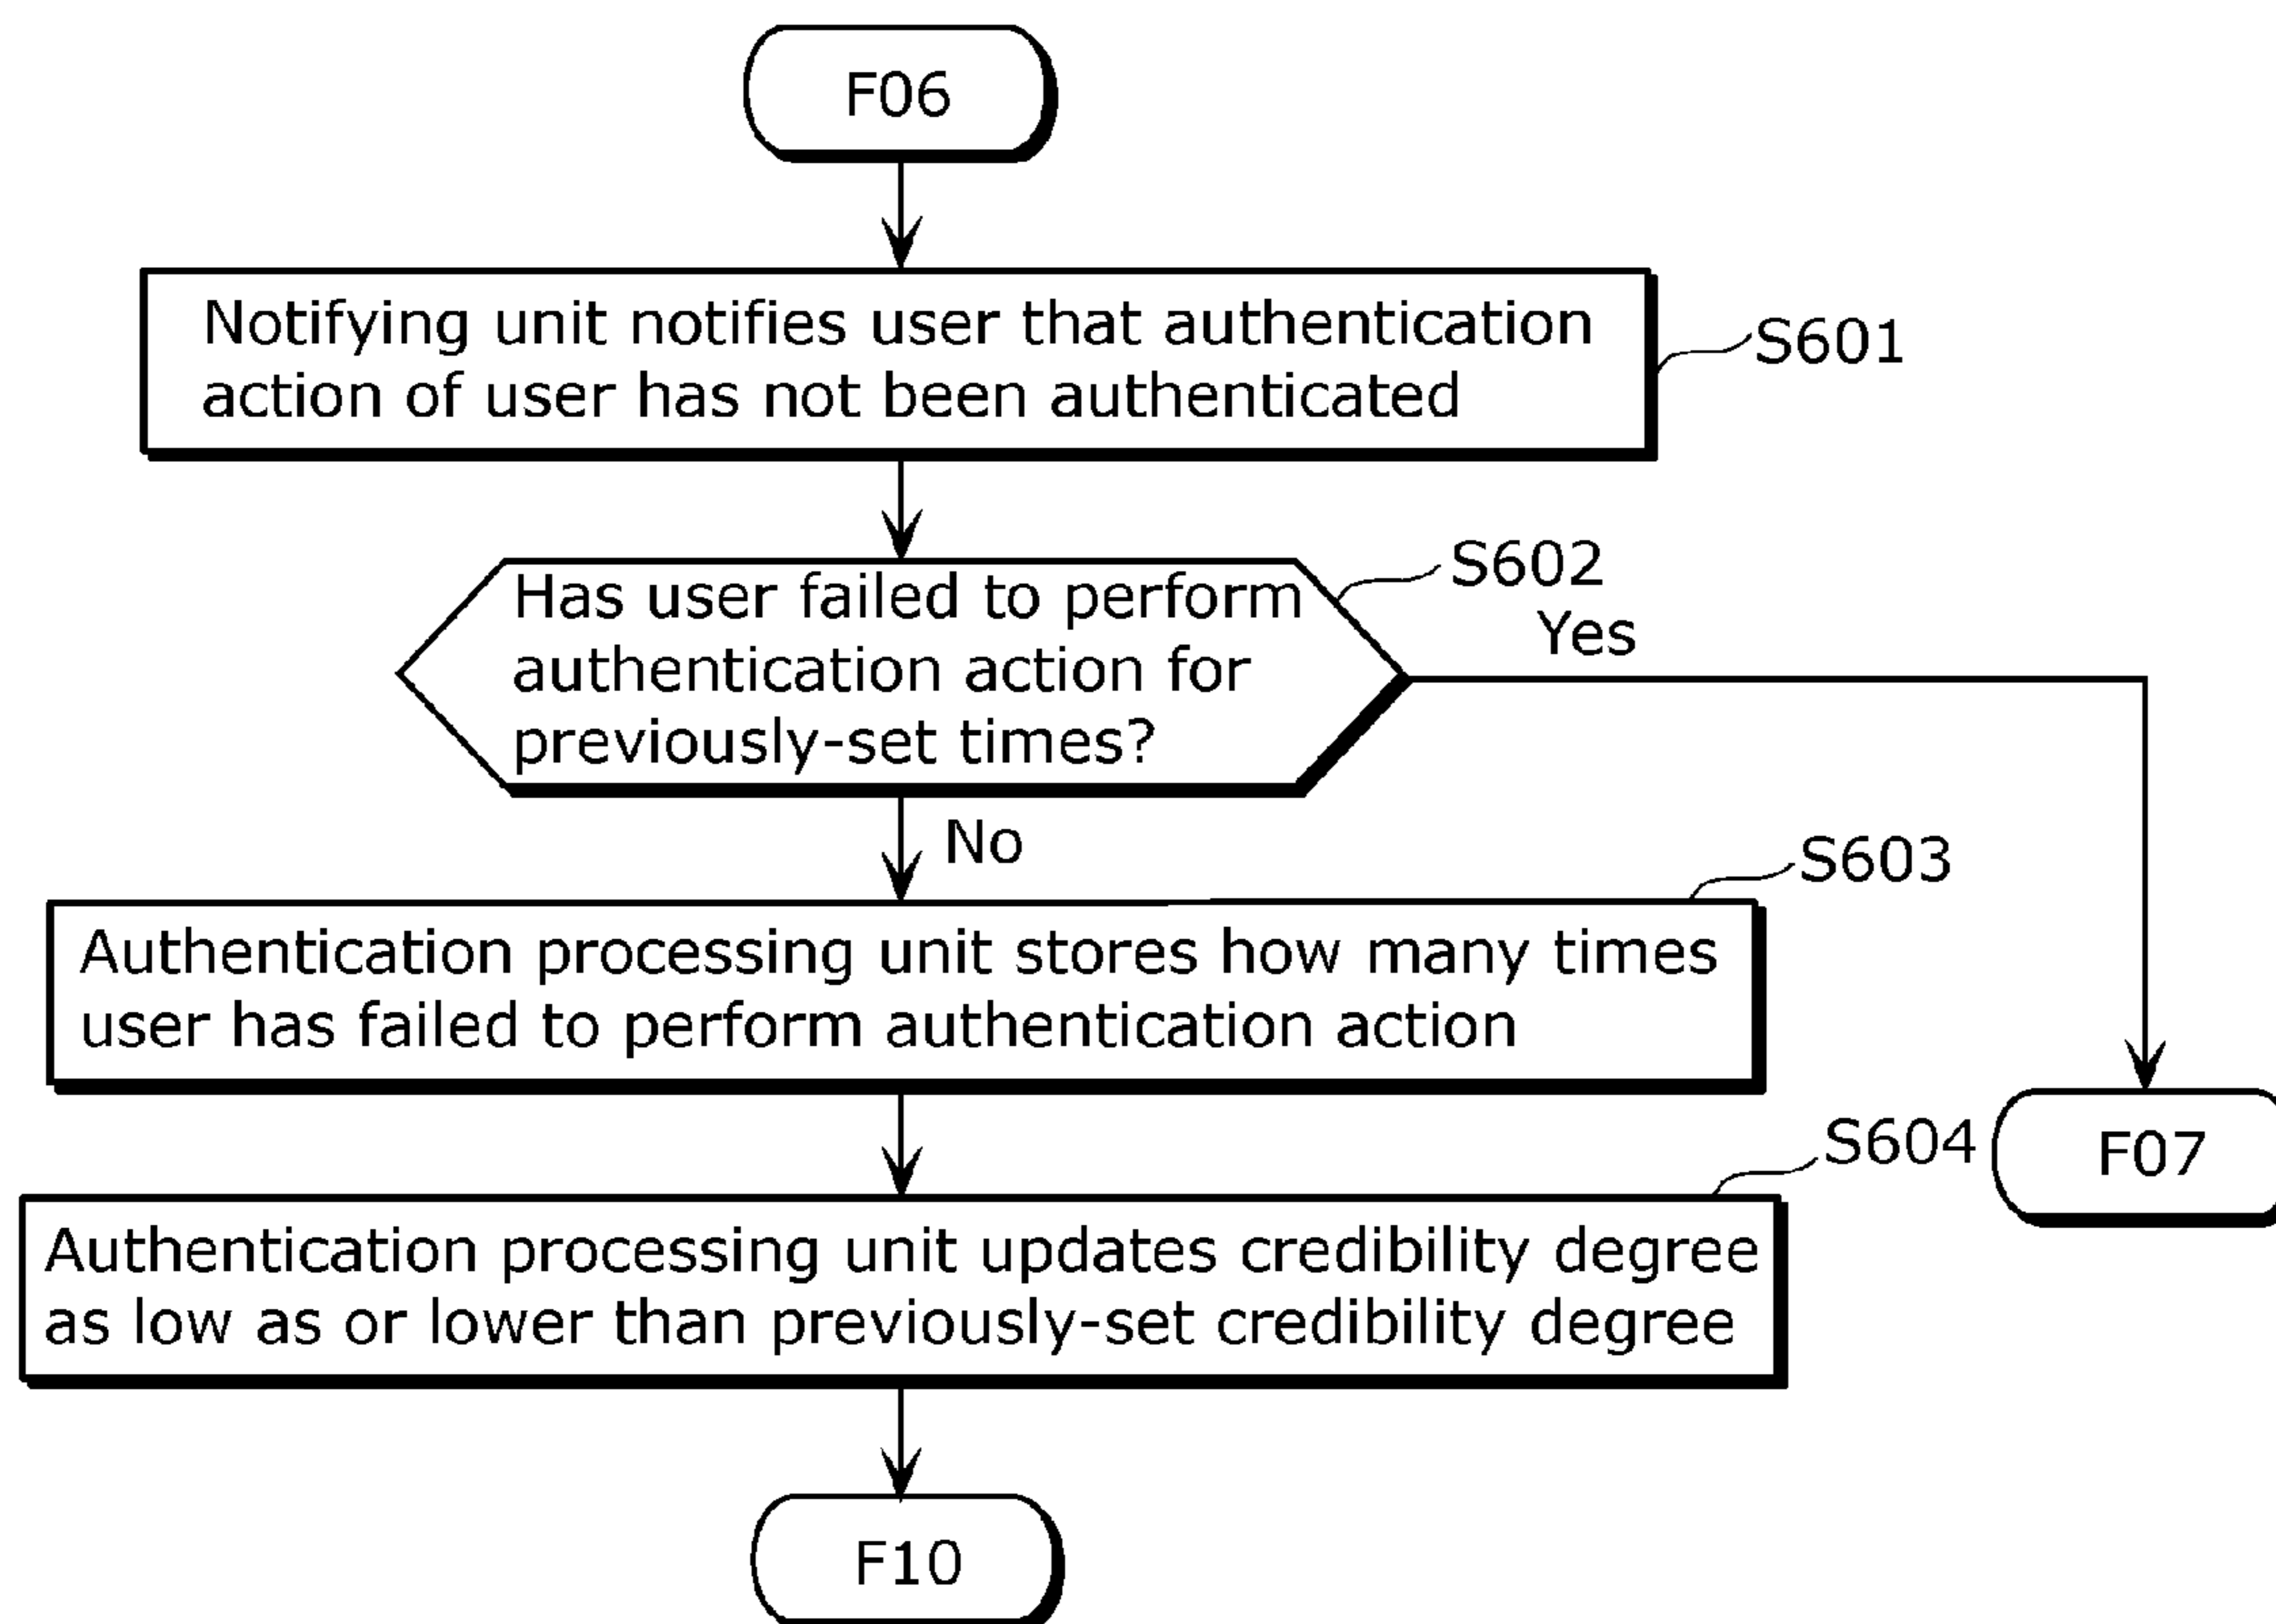 F06
Notifying unit notifies user that authentication
action of user has not been authenticated
S601
Has user failed to perform
authentication action for
previously-set times?
S602
Yes
No
S603
Authentication processing unit stores how many times
user has failed to perform authentication action
S604
F07
Authentication processing unit updates credibility degree
as low as or lower than previously-set credibility degree
F10